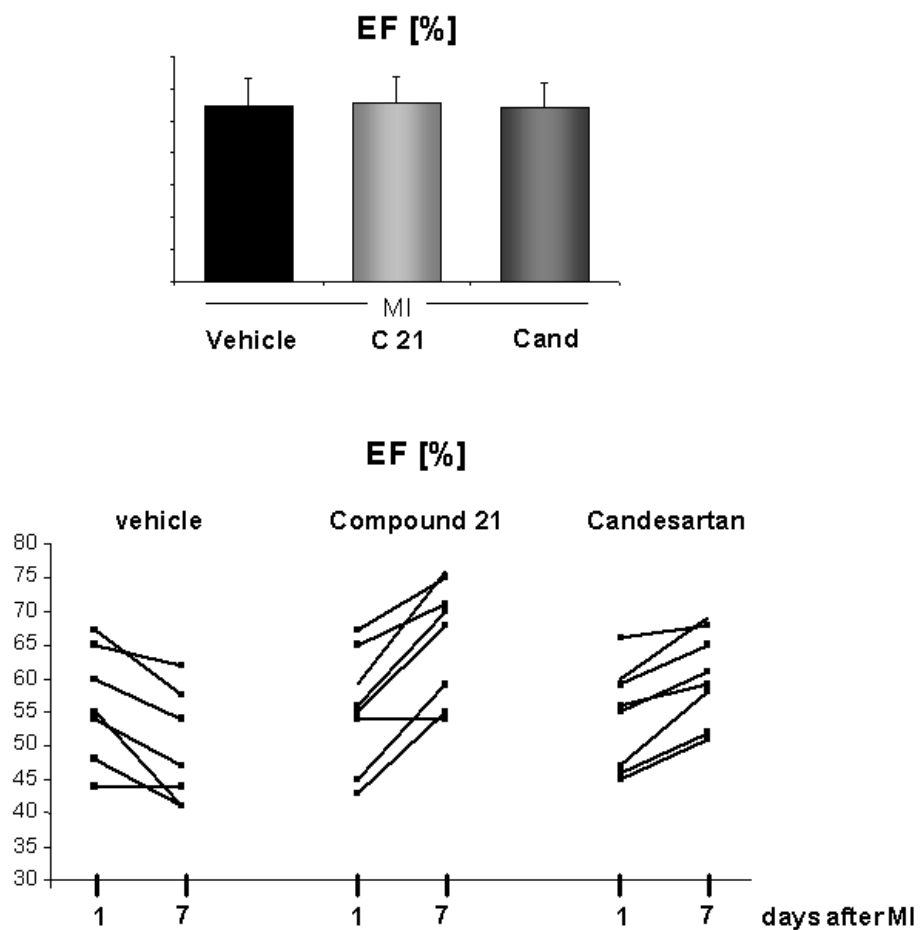 EF [%]
MI
Vehicle C 21 Cand
EF [%]
vehicle Compound 21 Candesartan
80
75
70
65
60
55
50
45
40
35
30
1 7 1 7 1 7 days after MI